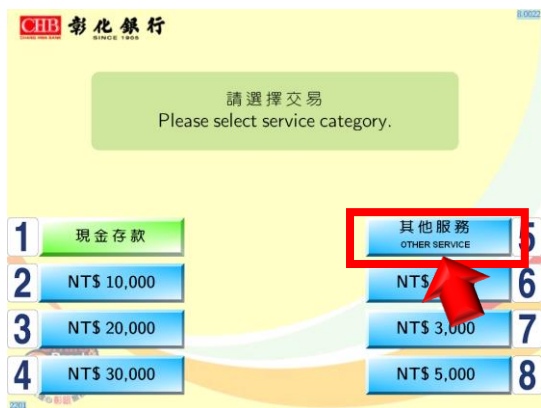 CHB 彰化銀行
SINCE 1905
請選擇交易
Please select service category.
1 現金存款
其他服務 5
OTHER SERVICE
2 NT$ 10,000
NT$ 6
3 NT$ 20,000
NT$ 3,000 7
4 NT$ 30,000
NT$ 5,000 8
2201